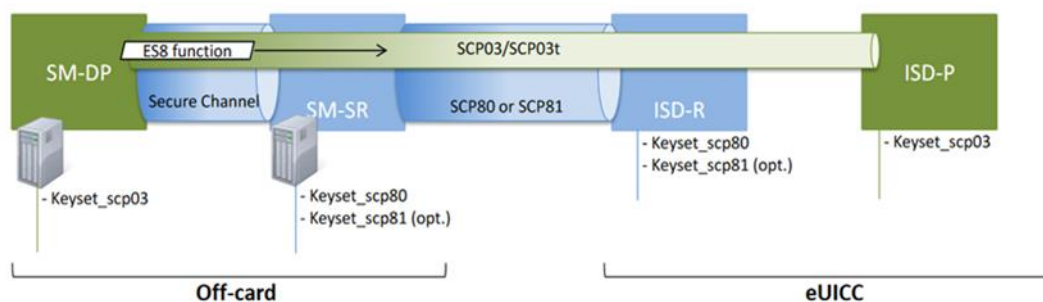 ES8 function
SCP03/SCP03t
SM-DP
ISD-P
Secure Channel
SM-SR
SCP80 or SCP81
ISD-R
- Keyset_scp03
- Keyset_scp80
- Keyset_scp81 (opt.)
- Keyset_scp80
- Keyset_scp81 (opt.)
- Keyset_scp03
Off-card
eUICC